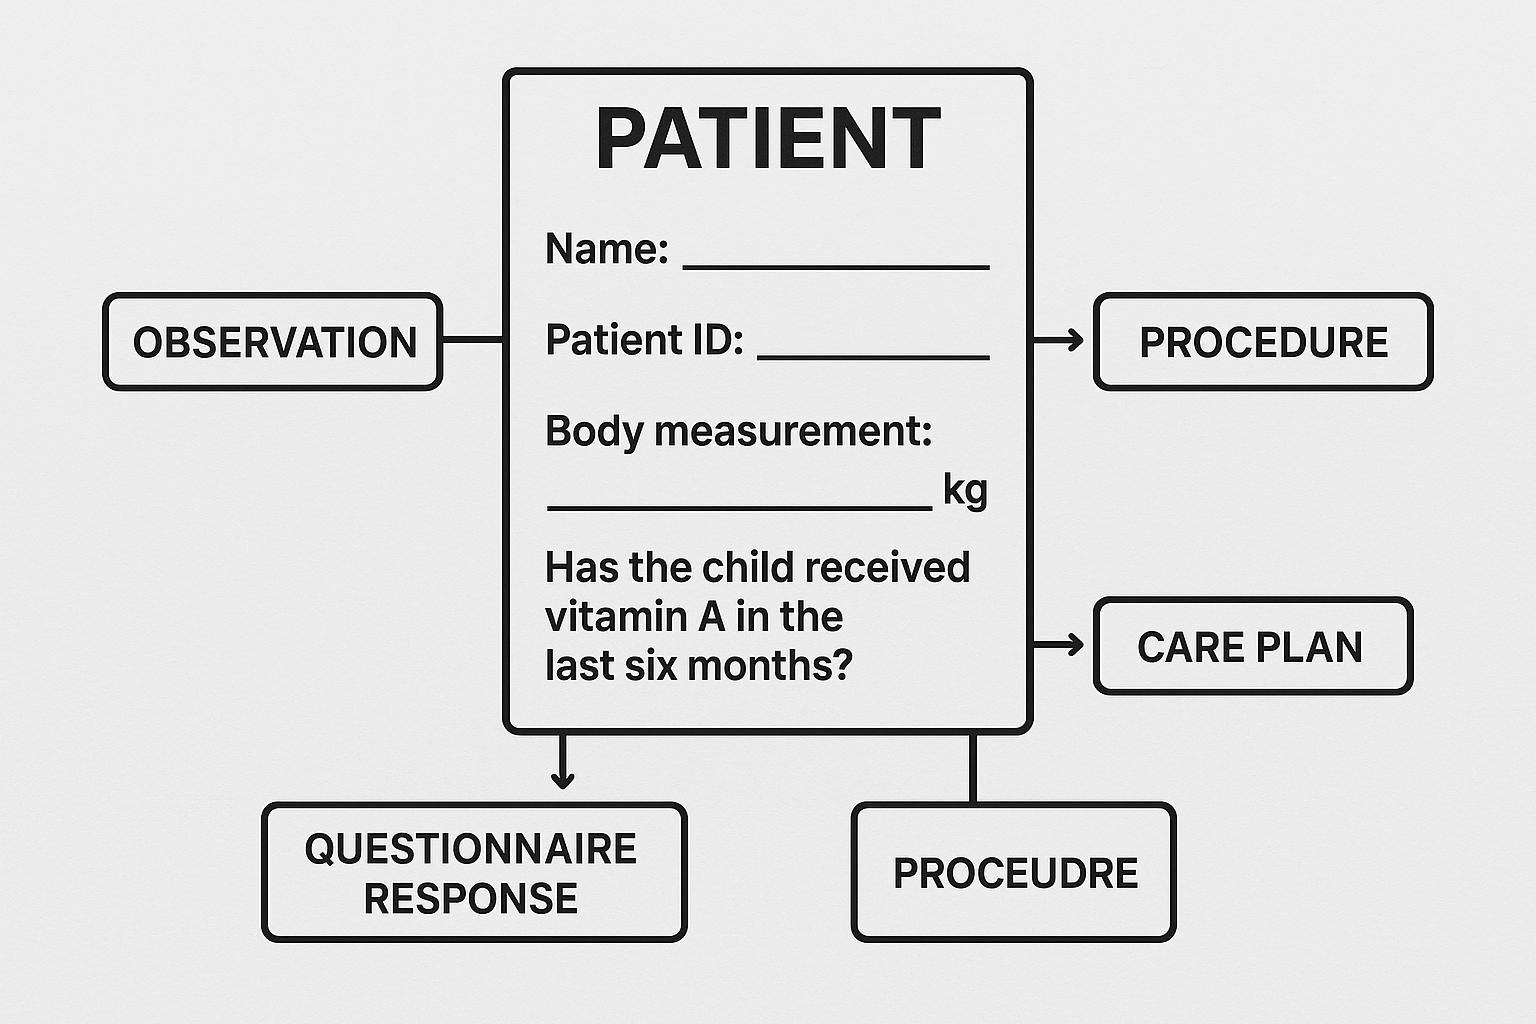 PATIENT
Name:
OBSERVATION
Patient ID:
PROCEDURE
Body measurement:
kg
Has the child received
vitamin A in the
last six months?
CARE PLAN
QUESTIONNAIRE
RESPONSE
PROCEUDRE